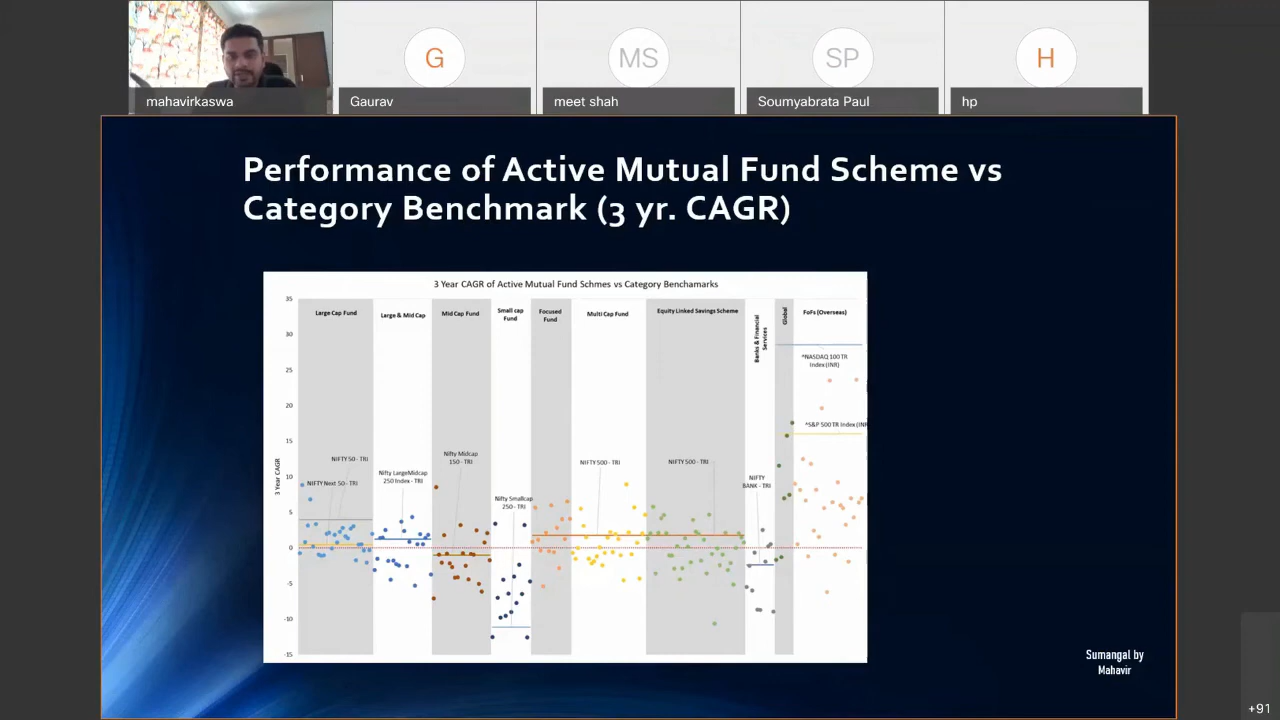 G
MS
SP
H
mahavirkaswa
Gaurav
meet shah
Soumyabrata Paul
hp
Performance of Active Mutual Fund Scheme vs
Category Benchmark (3 yr. CAGR)
3 Year CAGR of Active Mutual Fund Schmes vs Category Benchamarks
3 Year CAGR
35
30
25
20
15
10
5
0
-5
-10
-15
Large Cap Fund
Large & Mid Cap
Mid Cap Fund
Small cap
Fund
Focused
Fund
Multi Cap Fund
Equity Linked Savings Scheme
Banks & Financial
Services
Global
FoFs (Overseas)
*NASDAQ 100 TR
Index (INR)
*S&P 500 TR Index (INR
NIFTY 50 - TRI
NIFTY Next 50 - TRI
Nifty LargeMidcap
250 Index - TRI
Nifty Midcap
150 - TRI
Nifty Smallcap
250 - TRI
NIFTY 500 - TRI
NIFTY 500 - TRI
NIFTY
BANK - TRI
Sumangal by
Mahavir
+91